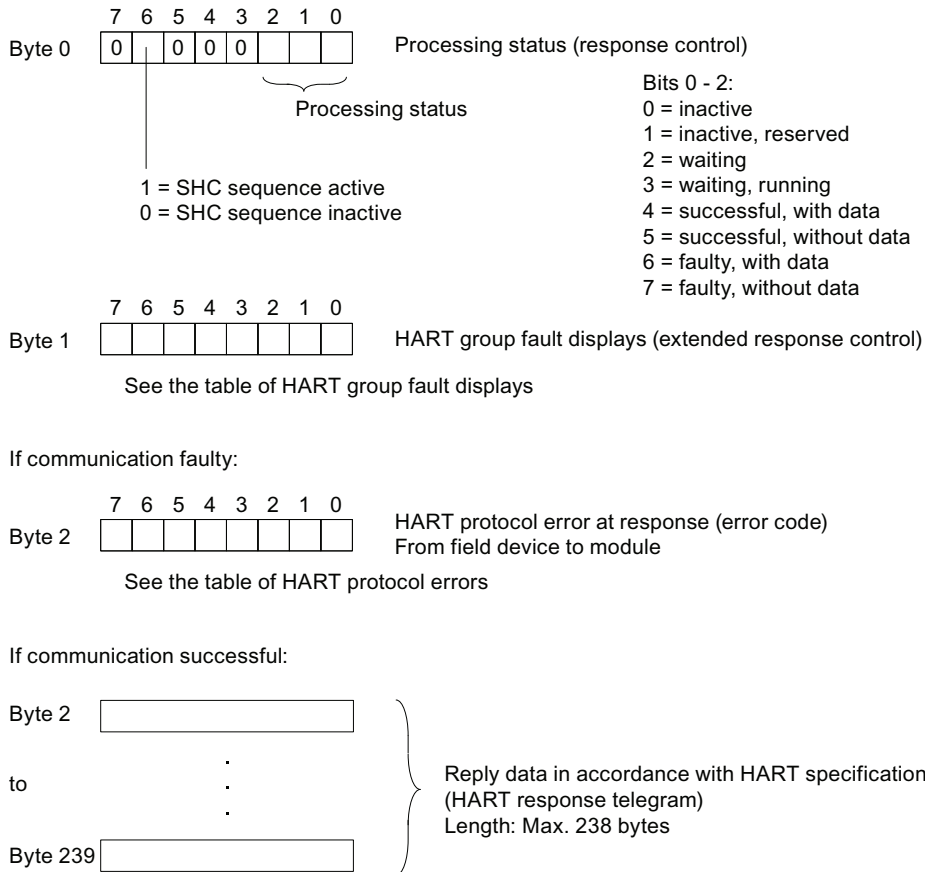 7 6 5 4 3 2 1 0
Byte 0 0 0 0 0 Processing status (response control)
Processing status
Bits 0 - 2:
0 = inactive
1 = inactive, reserved
2 = waiting
3 = waiting, running
4 = successful, with data
5 = successful, without data
6 = faulty, with data
7 = faulty, without data
1 = SHC sequence active
0 = SHC sequence inactive
7 6 5 4 3 2 1 0
Byte 1 HART group fault displays (extended response control)
See the table of HART group fault displays
If communication faulty:
7 6 5 4 3 2 1 0
Byte 2 HART protocol error at response (error code)
From field device to module
See the table of HART protocol errors
If communication successful:
Byte 2
to
Byte 239
Reply data in accordance with HART specification
(HART response telegram)
Length: Max. 238 bytes